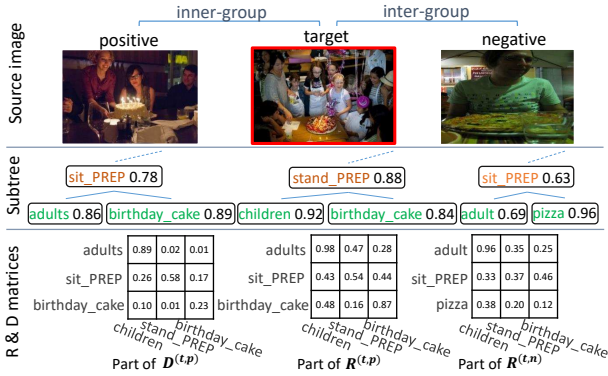 inner-group inter-group
positive target negative
Source image
sit_PREP 0.78 stand_PREP 0.88 sit_PREP 0.63
Subtree
adults 0.86 birthday_cake 0.89 children 0.92 birthday_cake 0.84 adult 0.69 pizza 0.96
R & D matrices
adults 0.89 0.02 0.01 adults 0.98 0.47 0.28 adult 0.96 0.35 0.25
sit_PREP 0.26 0.58 0.17 sit_PREP 0.43 0.54 0.44 sit_PREP 0.33 0.37 0.46
birthday_cake 0.10 0.01 0.23 birthday_cake 0.48 0.16 0.87 pizza 0.38 0.20 0.12
children stand_PREP birthday_cake children stand_PREP birthday_cake children stand_PREP birthday_cake
Part of D^(t,p) Part of R^(t,p) Part of R^(t,n)